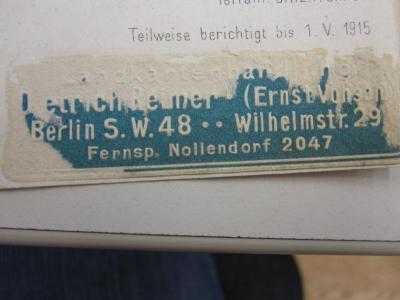 Teilweise berichtigt bis 1. V. 1915
Dietrich Reimer (Ernst Vohsen
Berlin S.W. 48 ·· Wilhelmstr. 29
Fernsp. Nollendorf 2047